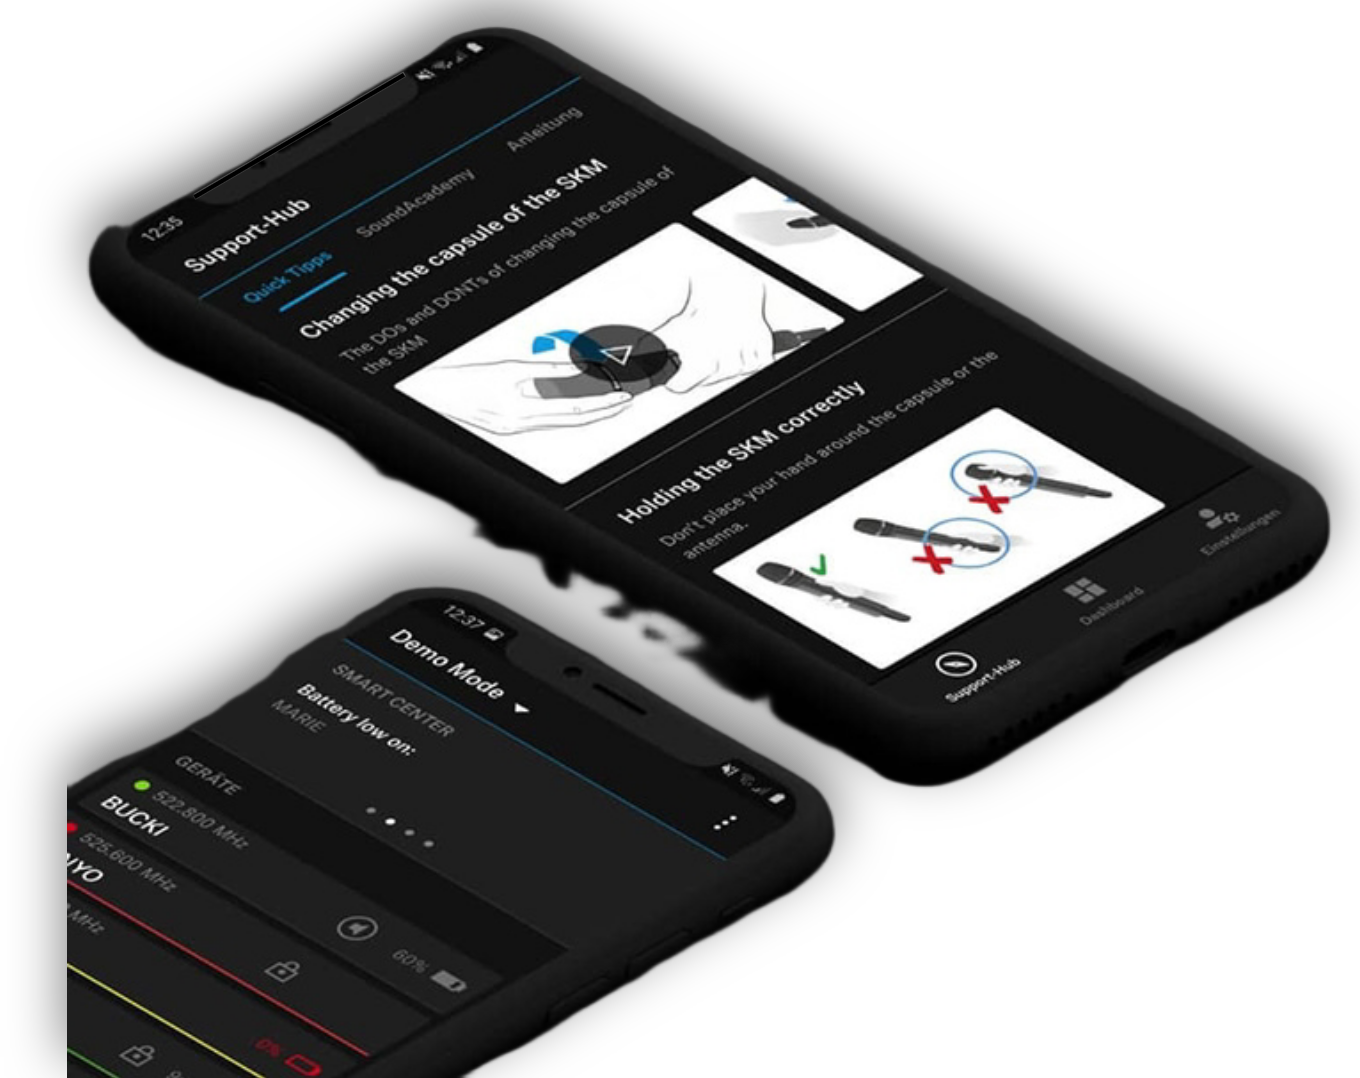 12:35
Support-Hub
Quick Tipps
SoundAcademy
Anleitung
Changing the capsule of the SKM
The DOs and DONTs of changing the capsule of
the SKM
Holding the SKM correctly
Don't place your hand around the capsule or the
antenna.
Support-Hub
Dashboard
Einstellungen
12:37
Demo Mode
SMART CENTER
Battery low on:
MARIE
GERÄTE
522.800 MHz
BUCKI
60%
525.600 MHz
NYO
MHz
0%